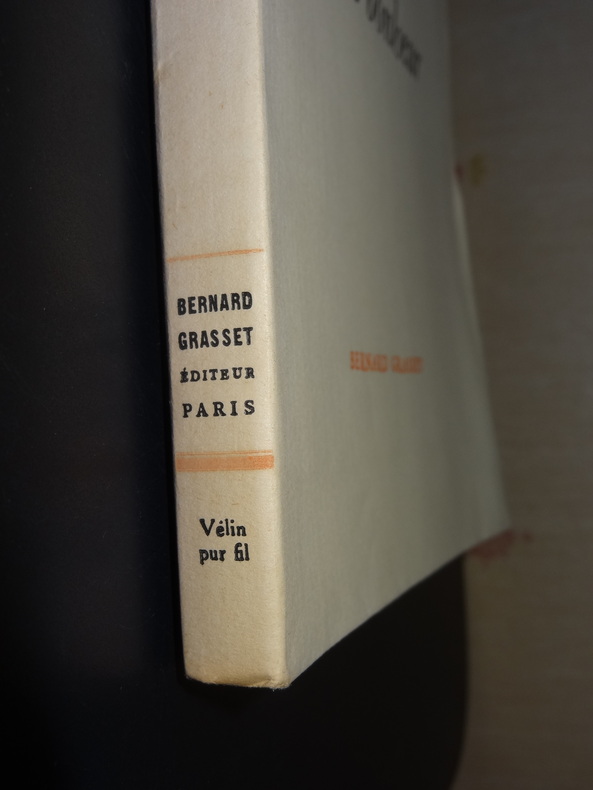 BERNARD
GRASSET
ÉDITEUR
PARIS
Vélin
pur fil
BERNARD GRASSET